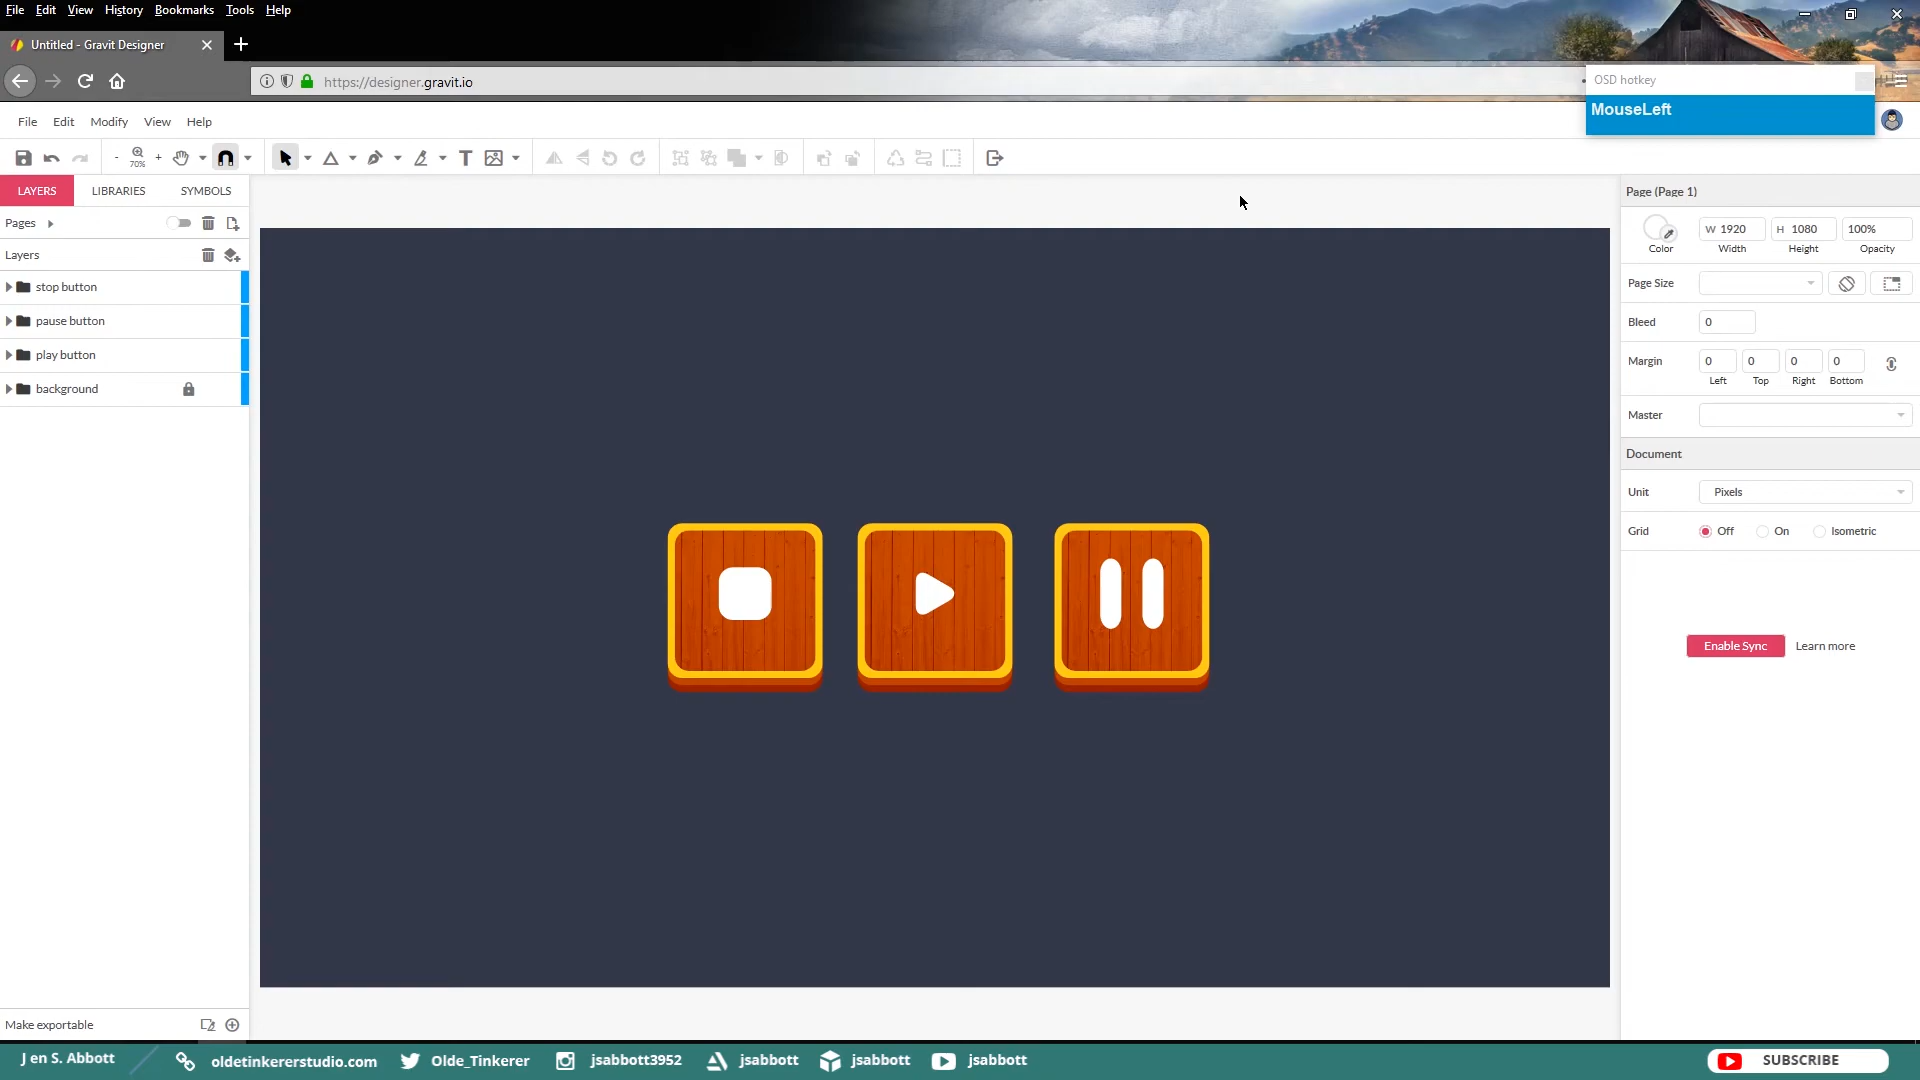 File Edit View History Bookmarks Tools Help
Untitled - Gravit Designer
https://designer.gravit.io
OSD hotkey
MouseLeft
File Edit Modify View Help
- 70% +
LAYERS LIBRARIES SYMBOLS
Pages
Layers
stop button
pause button
play button
background
Make exportable
Page (Page 1)
W 1920 H 1080 100%
Color Width Height Opacity
Page Size
Bleed 0
Margin 0 0 0 0
Left Top Right Bottom
Master
Document
Unit Pixels
Grid Off On Isometric
Enable Sync Learn more
J en S. Abbott oldetinkererstudio.com Olde_Tinkerer jsabbott3952 jsabbott jsabbott jsabbott SUBSCRIBE